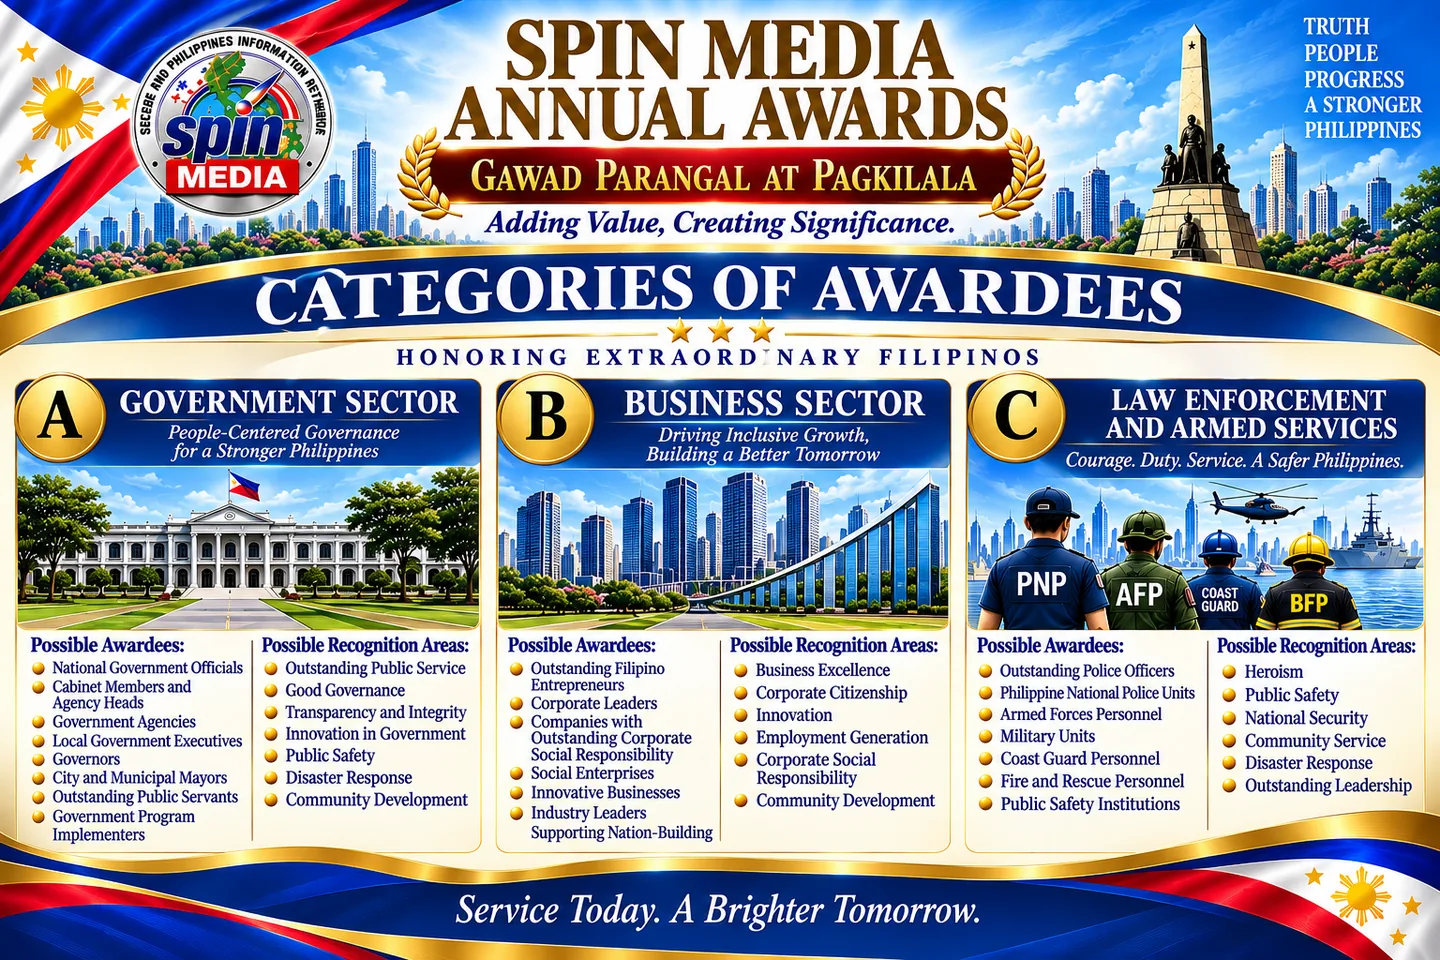 SECEBE RNO PHILIPPINES INFORMATION
spin
MEDIA
SPIN MEDIA
ANNUAL AWARDS
GAWAD PARANGAL AT PAGKILALA
Adding Value, Creating Significance.
TRUTH
PEOPLE
PROGRESS
A STRONGER
PHILIPPINES
CATEGORIES OF AWARDEES
HONORING EXTRAORDINARY FILIPINOS
A
GOVERNMENT SECTOR
People-Centered Governance
for a Stronger Philippines
Possible Awardees:
National Government Officials
Cabinet Members and
Agency Heads
Government Agencies
Local Government Executives
Governors
City and Municipal Mayors
Outstanding Public Servants
Government Program
Implementers
Possible Recognition Areas:
Outstanding Public Service
Good Governance
Transparency and Integrity
Innovation in Government
Public Safety
Disaster Response
Community Development
B
BUSINESS SECTOR
Driving Inclusive Growth,
Building a Better Tomorrow
Possible Awardees:
Outstanding Filipino
Entrepreneurs
Corporate Leaders
Companies with
Outstanding Corporate
Social Responsibility
Social Enterprises
Innovative Businesses
Industry Leaders
Supporting Nation-Building
Possible Recognition Areas:
Business Excellence
Corporate Citizenship
Innovation
Employment Generation
Corporate Social
Responsibility
Community Development
C
LAW ENFORCEMENT
AND ARMED SERVICES
Courage. Duty. Service. A Safer Philippines.
PNP
AFP
COAST
GUARD
BFP
Possible Awardees:
Outstanding Police Officers
Philippine National Police Units
Armed Forces Personnel
Military Units
Coast Guard Personnel
Fire and Rescue Personnel
Public Safety Institutions
Possible Recognition Areas:
Heroism
Public Safety
National Security
Community Service
Disaster Response
Outstanding Leadership
Service Today. A Brighter Tomorrow.